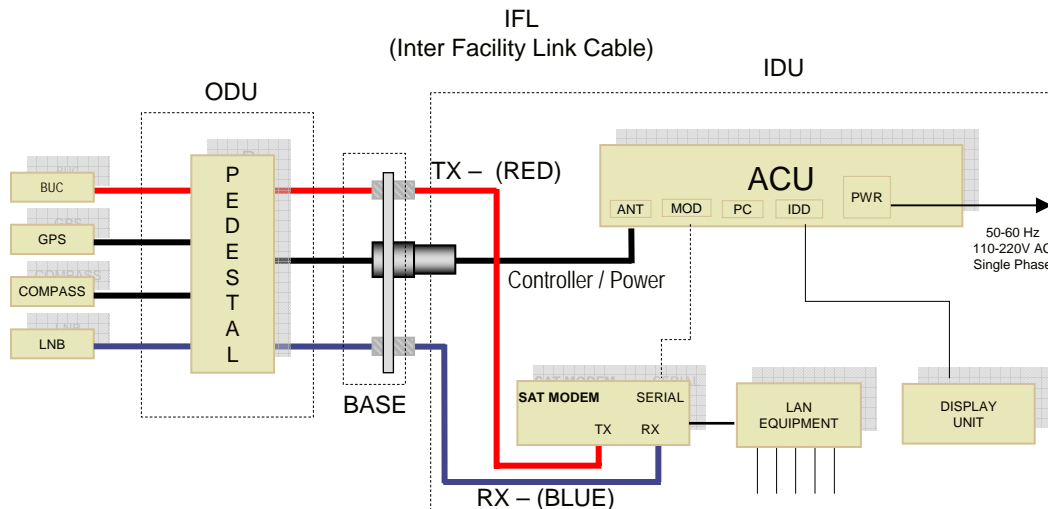 IFL
(Inter Facility Link Cable)
IDU
ODU
BUC
GPS
COMPASS
LNB
P
E
D
E
S
T
A
L
BASE
TX – (RED)
ACU
ANT
MOD
PC
IDD
PWR
50-60 Hz
110-220V AC
Single Phase
Controller / Power
SAT MODEM
SERIAL
TX
RX
LAN
EQUIPMENT
DISPLAY
UNIT
RX – (BLUE)